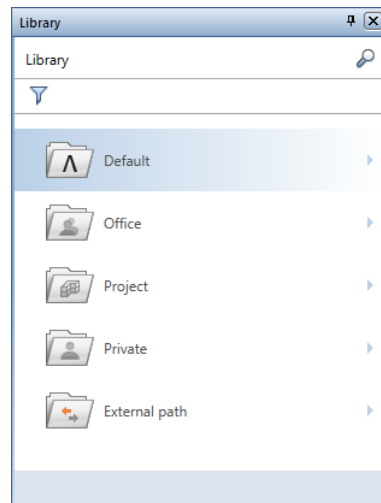 Library
Library
Default
Office
Project
Private
External path